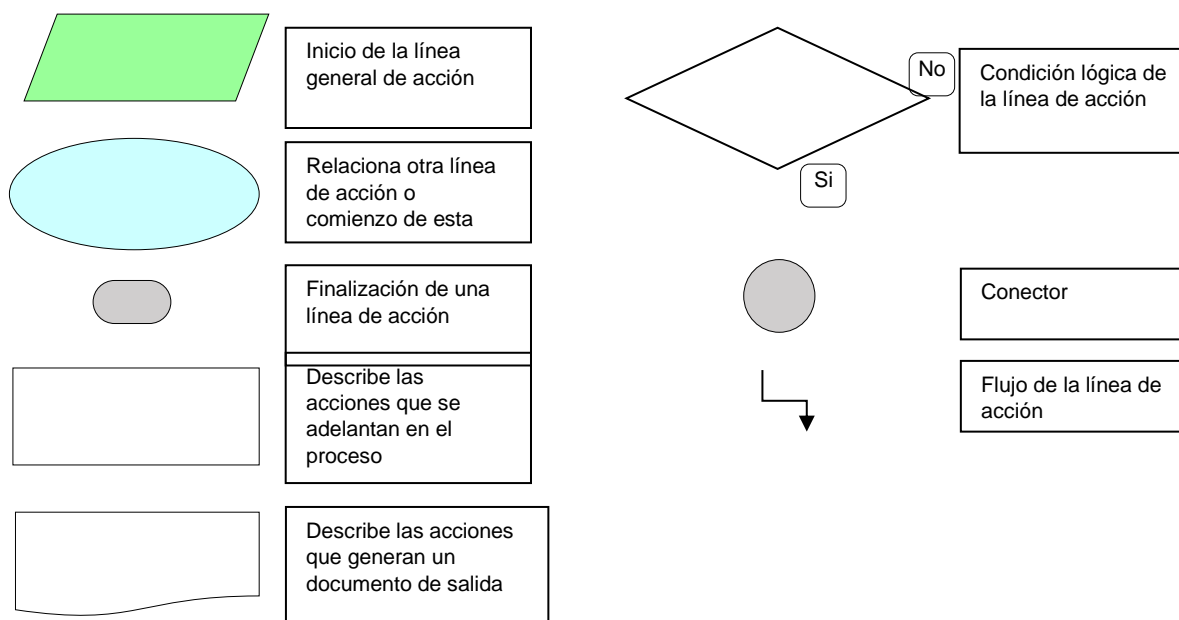 Inicio de la línea
general de acción
Relaciona otra línea
de acción o
comienzo de esta
Finalización de una
línea de acción
Describe las
acciones que se
adelantan en el
proceso
Describe las acciones
que generan un
documento de salida
No
Si
Condición lógica de
la línea de acción
Conector
Flujo de la línea de
acción